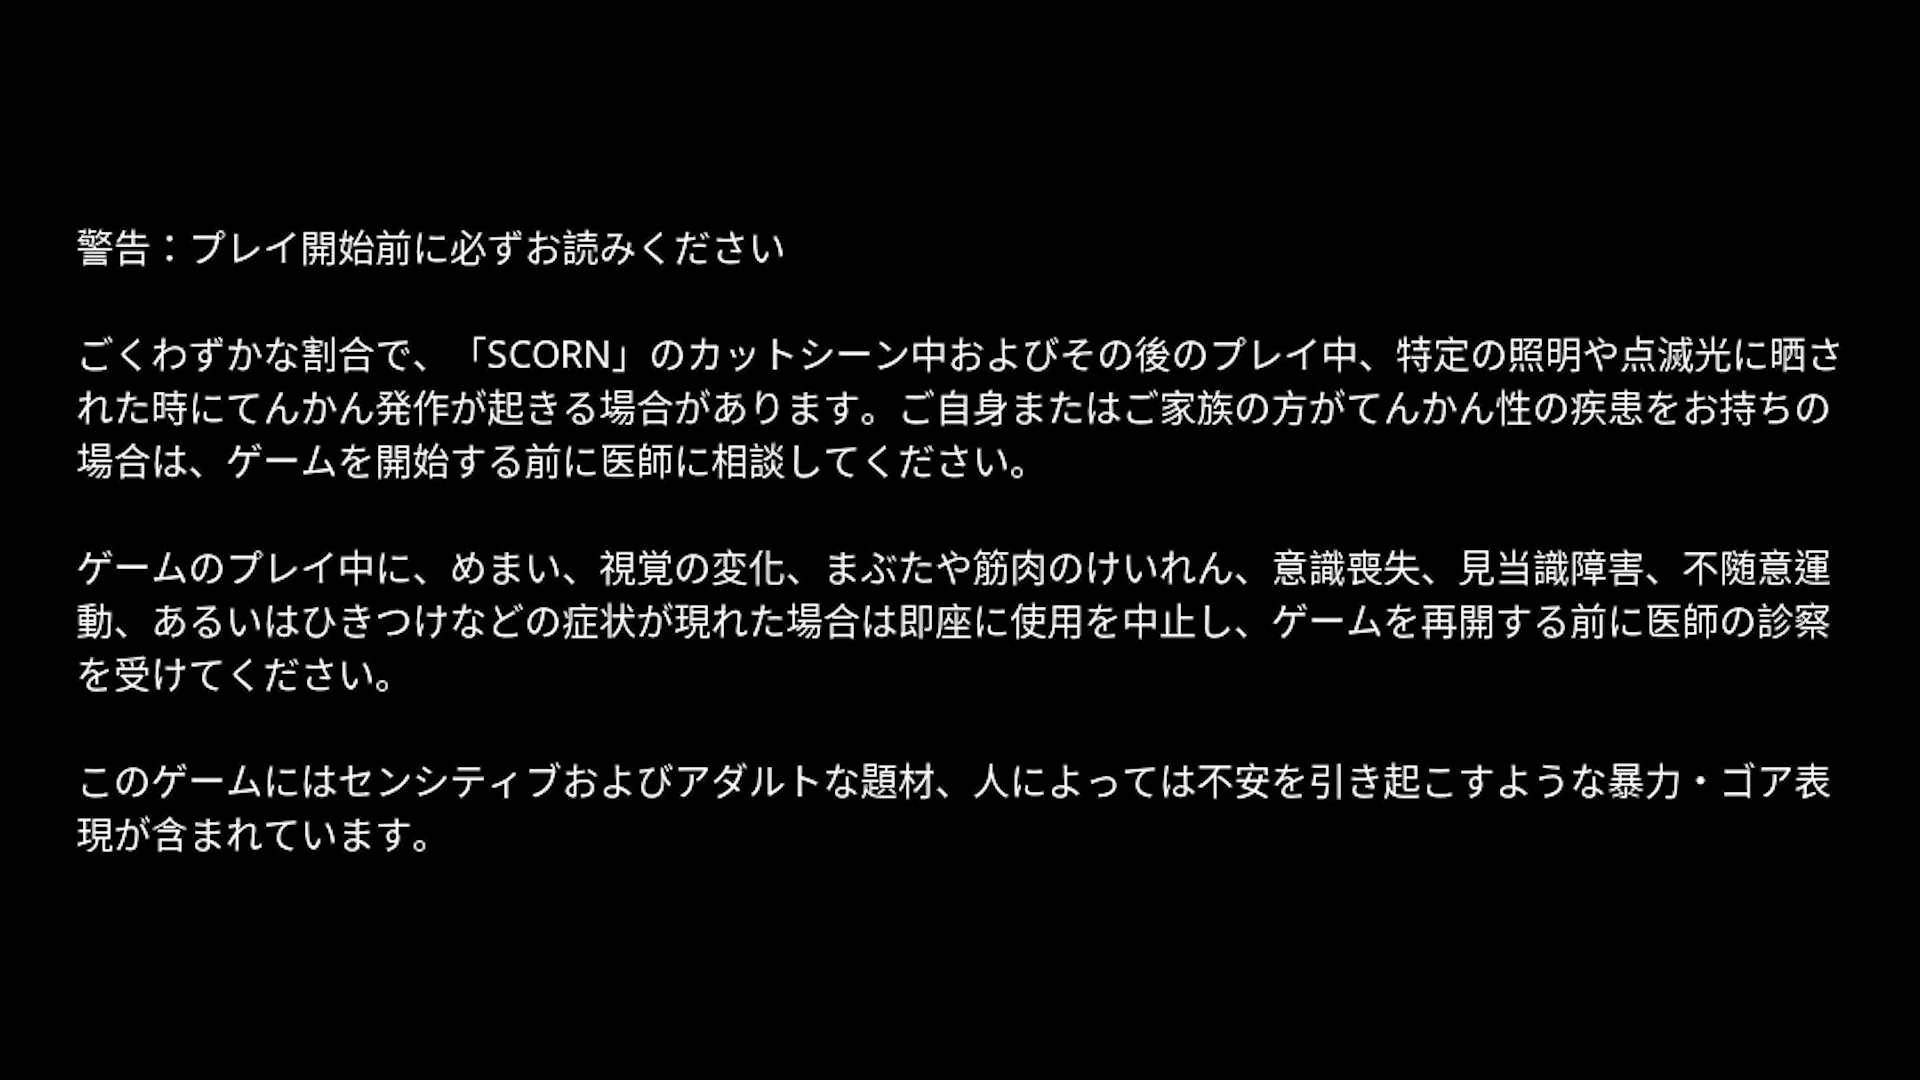 警告：プレイ開始前に必ずお読みください
ごくわずかな割合で、「SCORN」のカットシーン中およびその後のプレイ中、特定の照明や点滅光に晒さ
れた時にてんかん発作が起きる場合があります。ご自身またはご家族の方がてんかん性の疾患をお持ちの
場合は、ゲームを開始する前に医師に相談してください。
ゲームのプレイ中に、めまい、視覚の変化、まぶたや筋肉のけいれん、意識喪失、見当識障害、不随意運
動、あるいはひきつけなどの症状が現れた場合は即座に使用を中止し、ゲームを再開する前に医師の診察
を受けてください。
このゲームにはセンシティブおよびアダルトな題材、人によっては不安を引き起こすような暴力・ゴア表
現が含まれています。